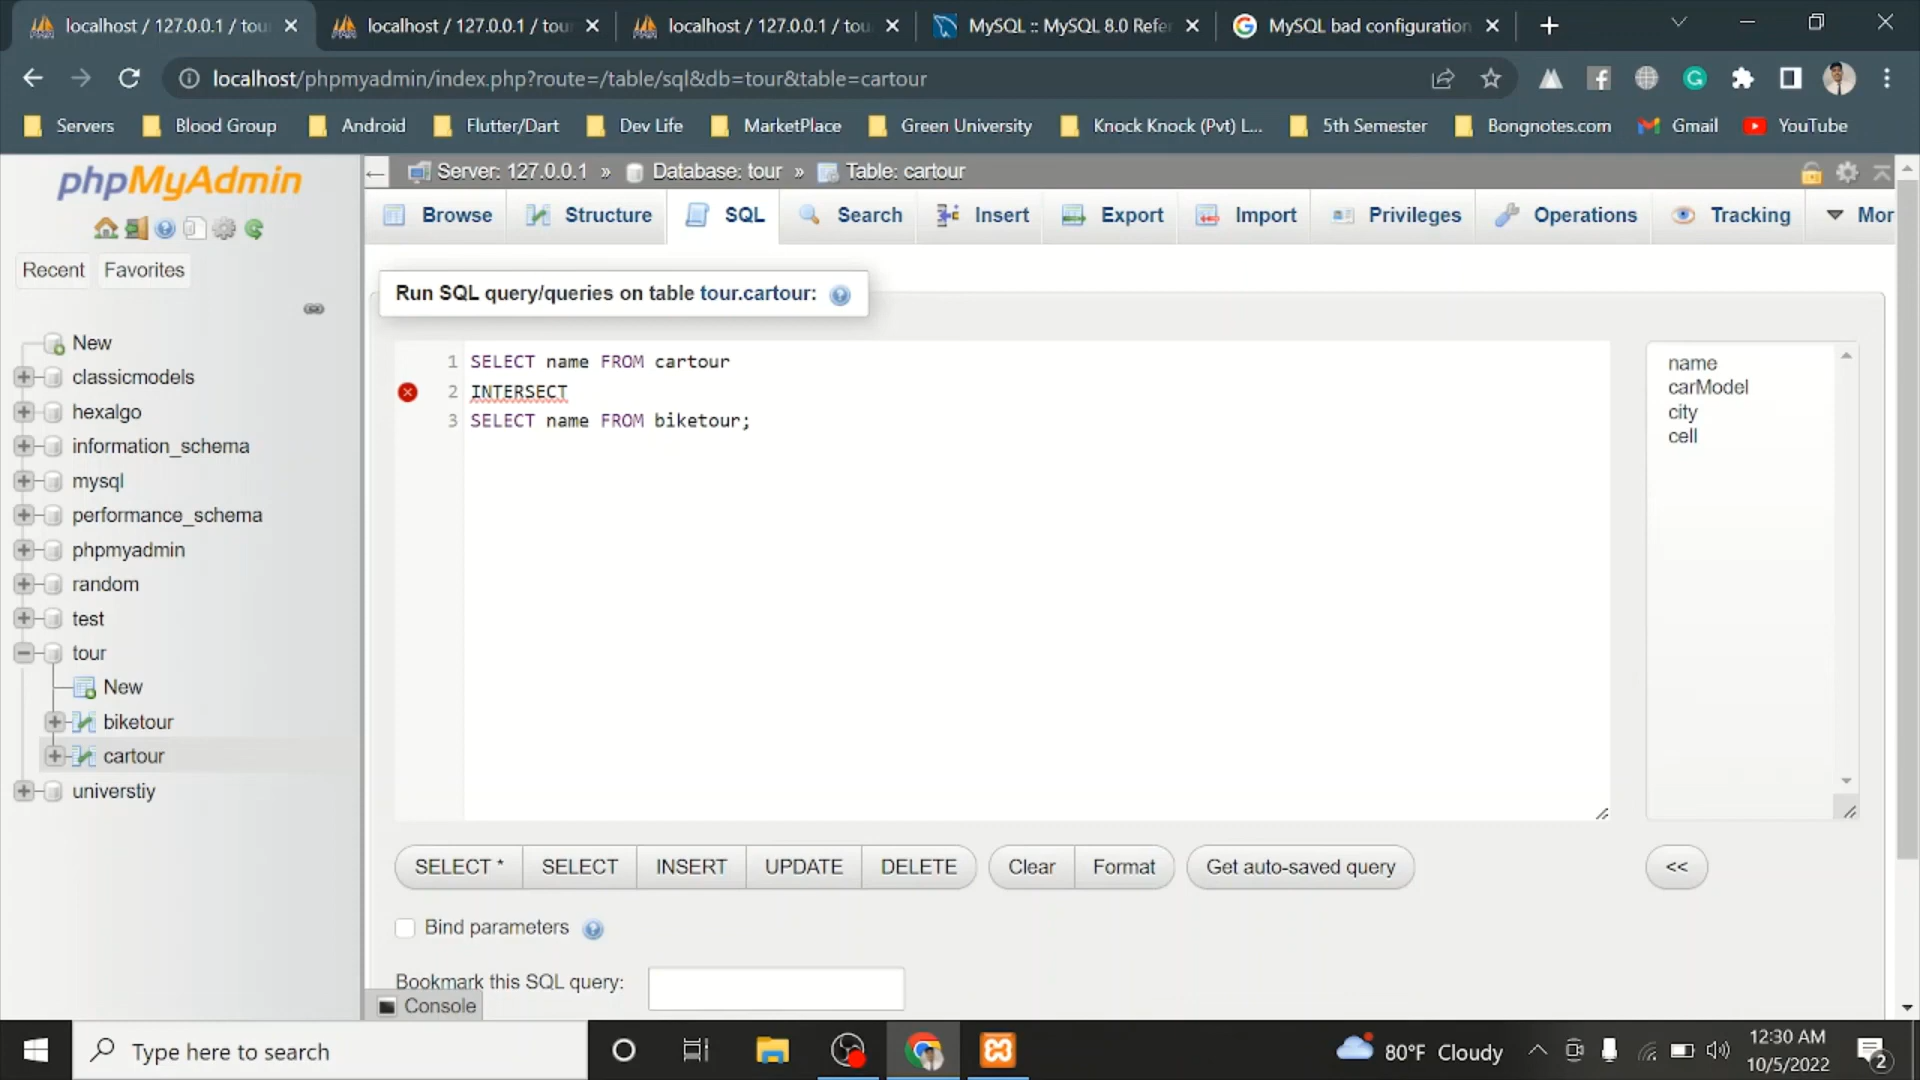 localhost / 127.0.0.1 / tou
localhost / 127.0.0.1 / tou
localhost / 127.0.0.1 / tou
MySQL :: MySQL 8.0 Refer
MySQL bad configuration
localhost/phpmyadmin/index.php?route=/table/sql&db=tour&table=cartour
Servers
Blood Group
Android
Flutter/Dart
Dev Life
MarketPlace
Green University
Knock Knock (Pvt) L...
5th Semester
Bongnotes.com
Gmail
YouTube
phpMyAdmin
Recent
Favorites
New
classicmodels
hexalgo
information_schema
mysql
performance_schema
phpmyadmin
random
test
tour
New
biketour
cartour
universtiy
Server: 127.0.0.1 » Database: tour » Table: cartour
Browse
Structure
SQL
Search
Insert
Export
Import
Privileges
Operations
Tracking
Mor
Run SQL query/queries on table tour.cartour:
1 SELECT name FROM cartour
2 INTERSECT
3 SELECT name FROM biketour;
name
carModel
city
cell
SELECT *
SELECT
INSERT
UPDATE
DELETE
Clear
Format
Get auto-saved query
<<
Bind parameters
Bookmark this SQL query:
Console
Type here to search
80°F Cloudy
12:30 AM
10/5/2022
2